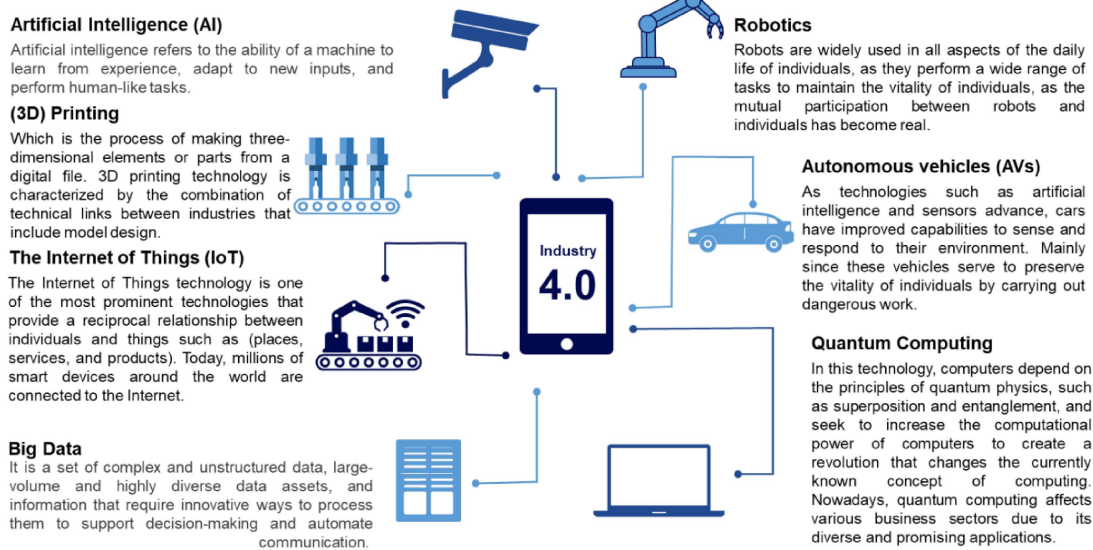 Artificial Intelligence (AI)
Artificial intelligence refers to the ability of a machine to
learn from experience, adapt to new inputs, and
perform human-like tasks.
(3D) Printing
Which is the process of making three-
dimensional elements or parts from a
digital file. 3D printing technology is
characterized by the combination of
technical links between industries that
include model design.
The Internet of Things (IoT)
The Internet of Things technology is one
of the most prominent technologies that
provide a reciprocal relationship between
individuals and things such as (places,
services, and products). Today, millions of
smart devices around the world are
connected to the Internet.
Big Data
It is a set of complex and unstructured data, large-
volume and highly diverse data assets, and
information that require innovative ways to process
them to support decision-making and automate
communication.
Industry
4.0
Robotics
Robots are widely used in all aspects of the daily
life of individuals, as they perform a wide range of
tasks to maintain the vitality of individuals, as the
mutual participation between robots and
individuals has become real.
Autonomous vehicles (AVs)
As technologies such as artificial
intelligence and sensors advance, cars
have improved capabilities to sense and
respond to their environment. Mainly
since these vehicles serve to preserve
the vitality of individuals by carrying out
dangerous work.
Quantum Computing
In this technology, computers depend on
the principles of quantum physics, such
as superposition and entanglement, and
seek to increase the computational
power of computers to create a
revolution that changes the currently
known concept of computing.
Nowadays, quantum computing affects
various business sectors due to its
diverse and promising applications.